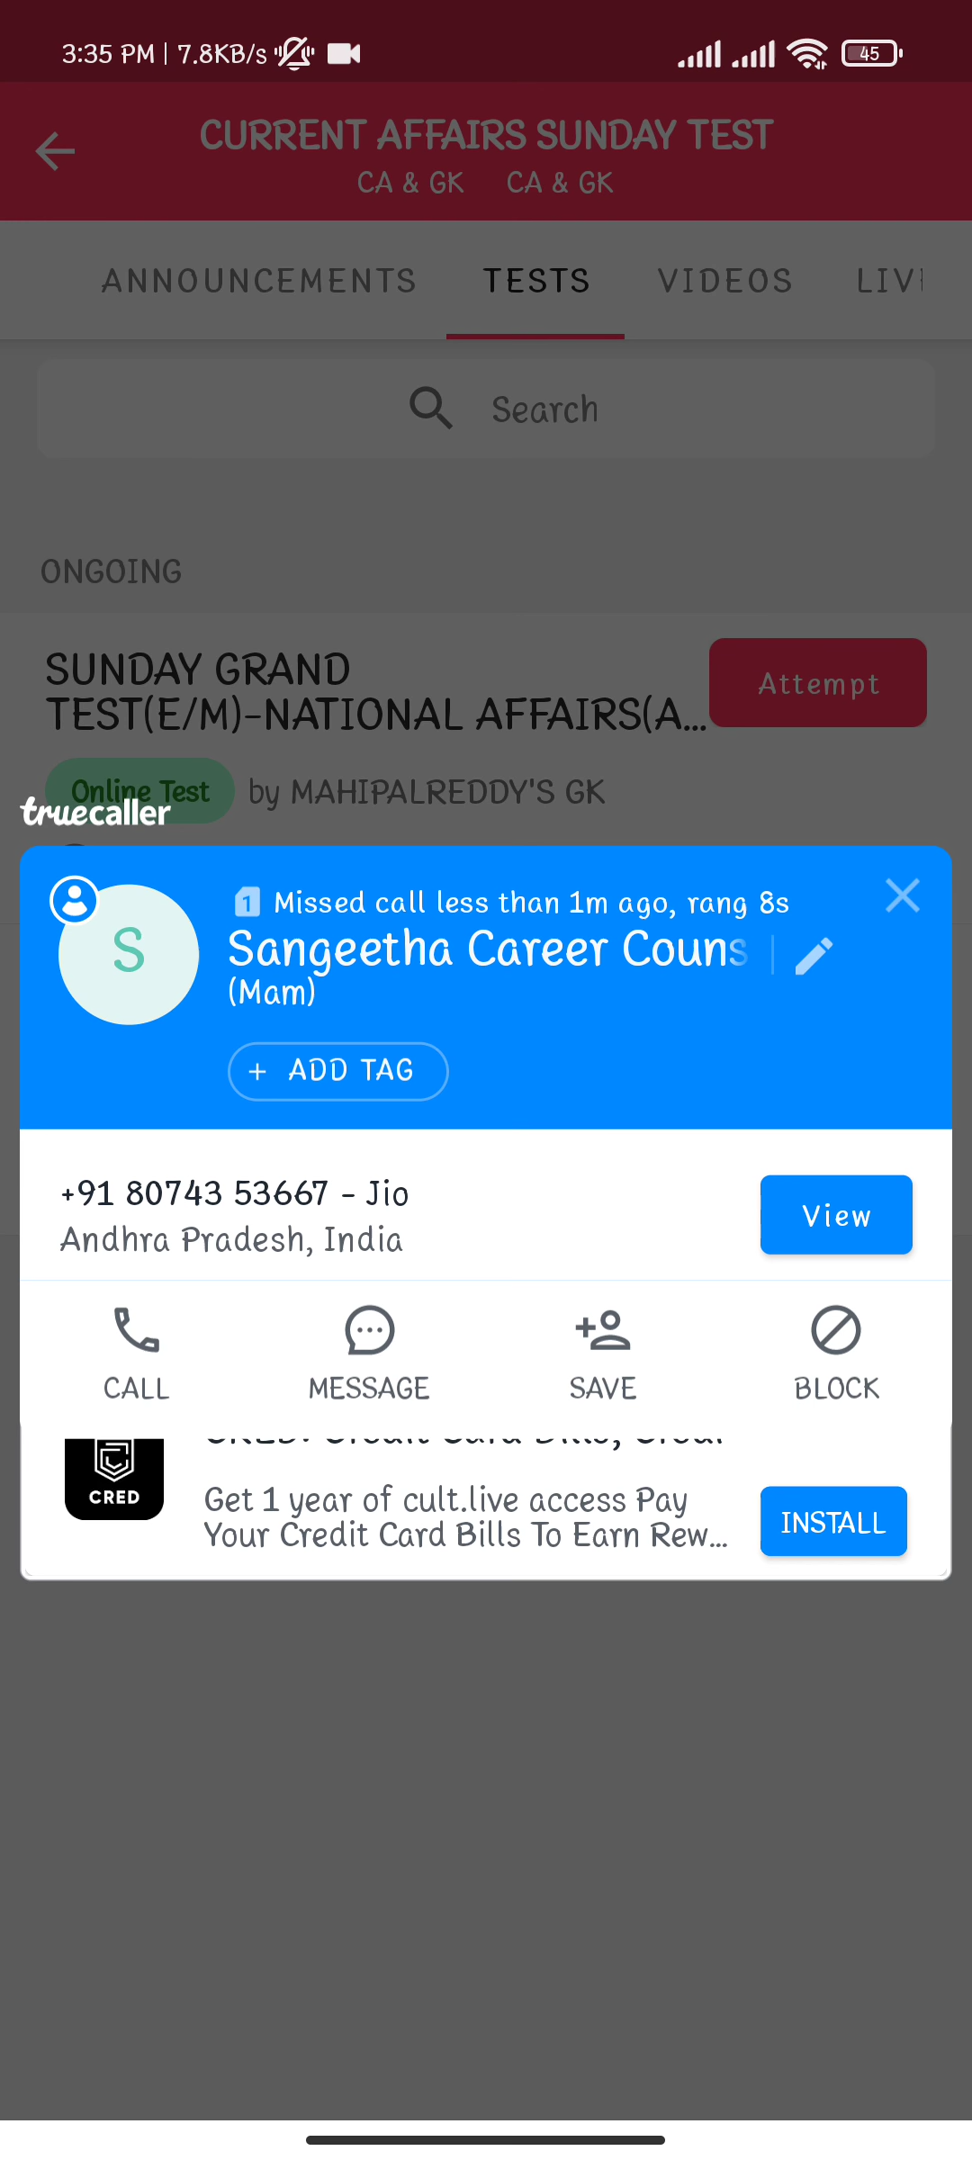 3:35 PM | 7.8KB/s
45
CURRENT AFFAIRS SUNDAY TEST
CA & GK CA & GK
ANNOUNCEMENTS TESTS VIDEOS
Search
ONGOING
SUNDAY GRAND
TEST(E/M)-NATIONAL AFFAIRS(A...
Attempt
Online Test by MAHIPALREDDY'S GK
truecaller
1 Missed call less than 1m ago, rang 8s
S
Sangeetha Career Couns
(Mam)
+ ADD TAG
+91 80743 53667 - Jio
Andhra Pradesh, India
View
CALL MESSAGE SAVE BLOCK
CRED
Get 1 year of cult.live access Pay
Your Credit Card Bills To Earn Rew...
INSTALL